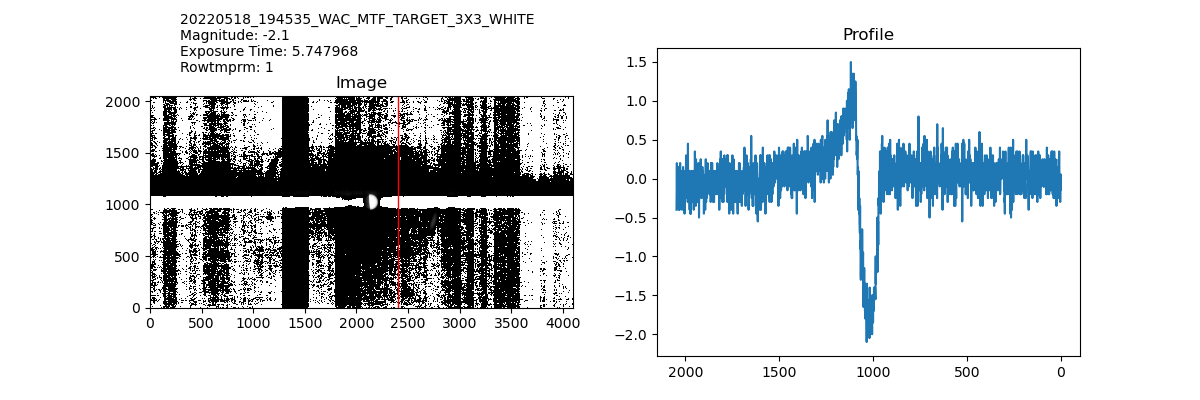 20220518_194535_WAC_MTF_TARGET_3X3_WHITE
Magnitude: -2.1
Exposure Time: 5.747968
Rowtmprm: 1
Image
2000
1500
1000
500
0
0 500 1000 1500 2000 2500 3000 3500 4000
Profile
1.5
1.0
0.5
0.0
−0.5
−1.0
−1.5
−2.0
2000 1500 1000 500 0